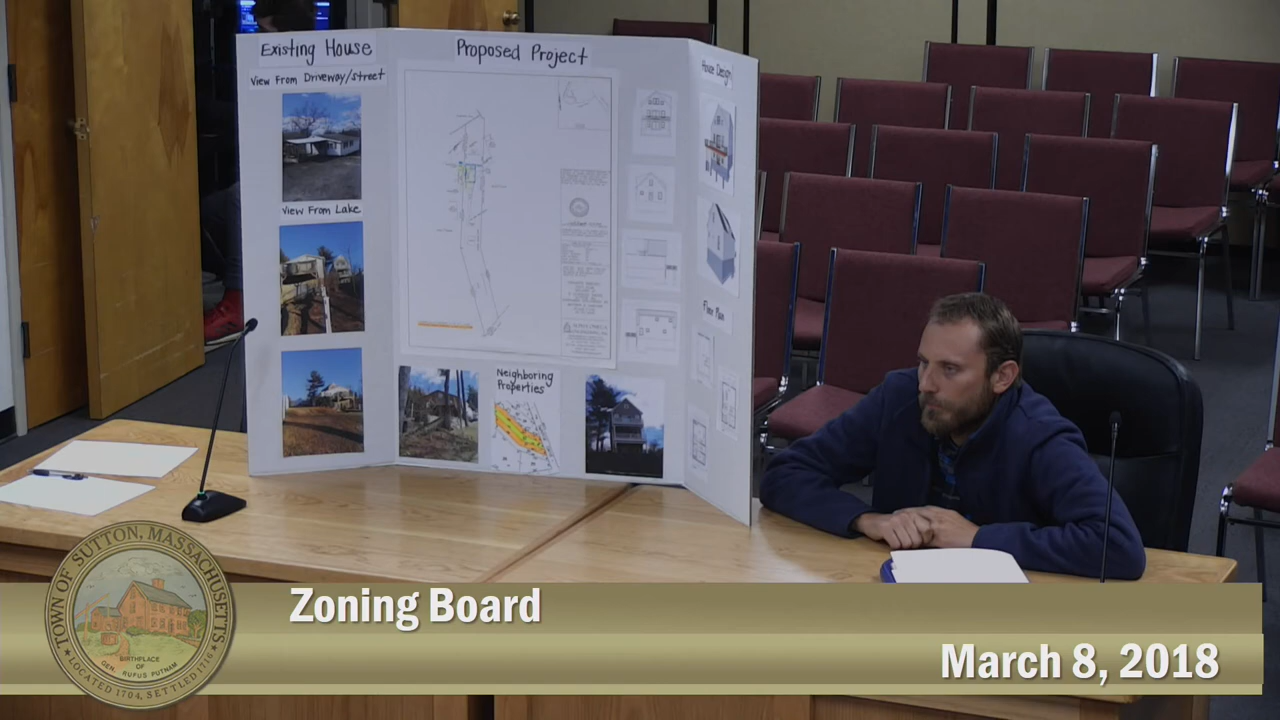 Existing House
View From Driveway/street
View From Lake
Proposed Project
House Design
Floor Plan
Neighboring
Properties
TOWN OF SUTTON, MASSACHUSETTS
BIRTHPLACE
OF
GEN. RUFUS PUTNAM
LOCATED 1704, SETTLED 1716
Zoning Board
March 8, 2018